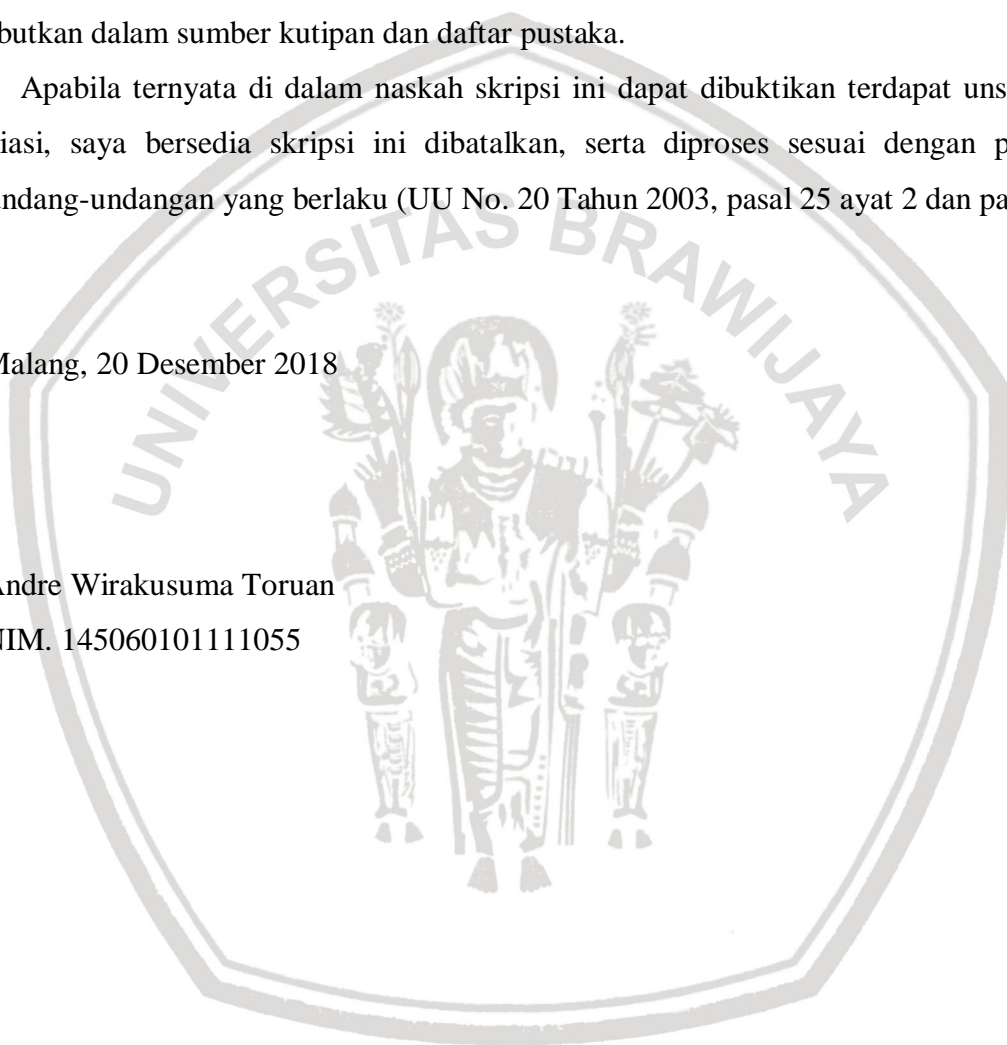 butkan dalam sumber kutipan dan daftar pustaka.
Apabila ternyata di dalam naskah skripsi ini dapat dibuktikan terdapat uns
iasi, saya bersedia skripsi ini dibatalkan, serta diproses sesuai dengan p
ndang-undangan yang berlaku (UU No. 20 Tahun 2003, pasal 25 ayat 2 dan pa
UNIVERSITAS BRAWIJAYA
Malang, 20 Desember 2018
Andre Wirakusuma Toruan
NIM. 145060101111055